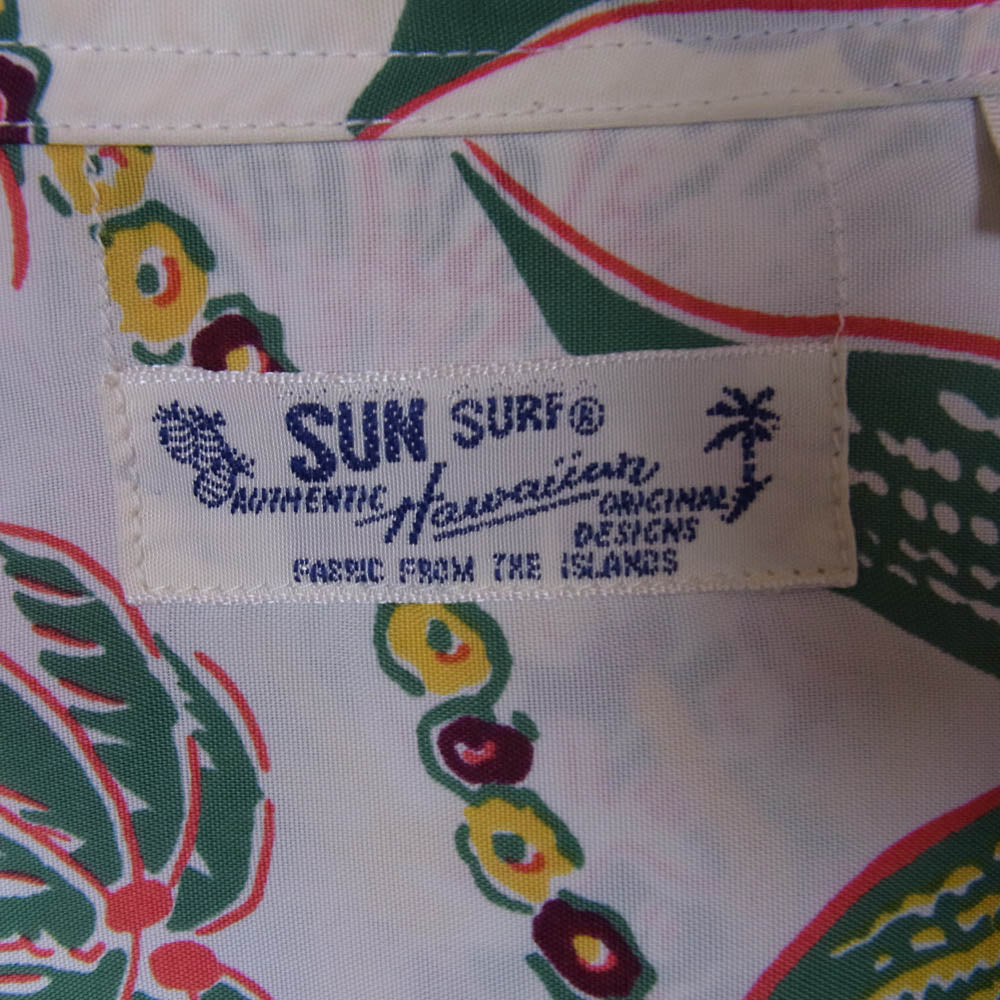 SUN SURF®
AUTHENTIC Hawaiian ORIGINAL
DESIGNS
FABRIC FROM THE ISLANDS